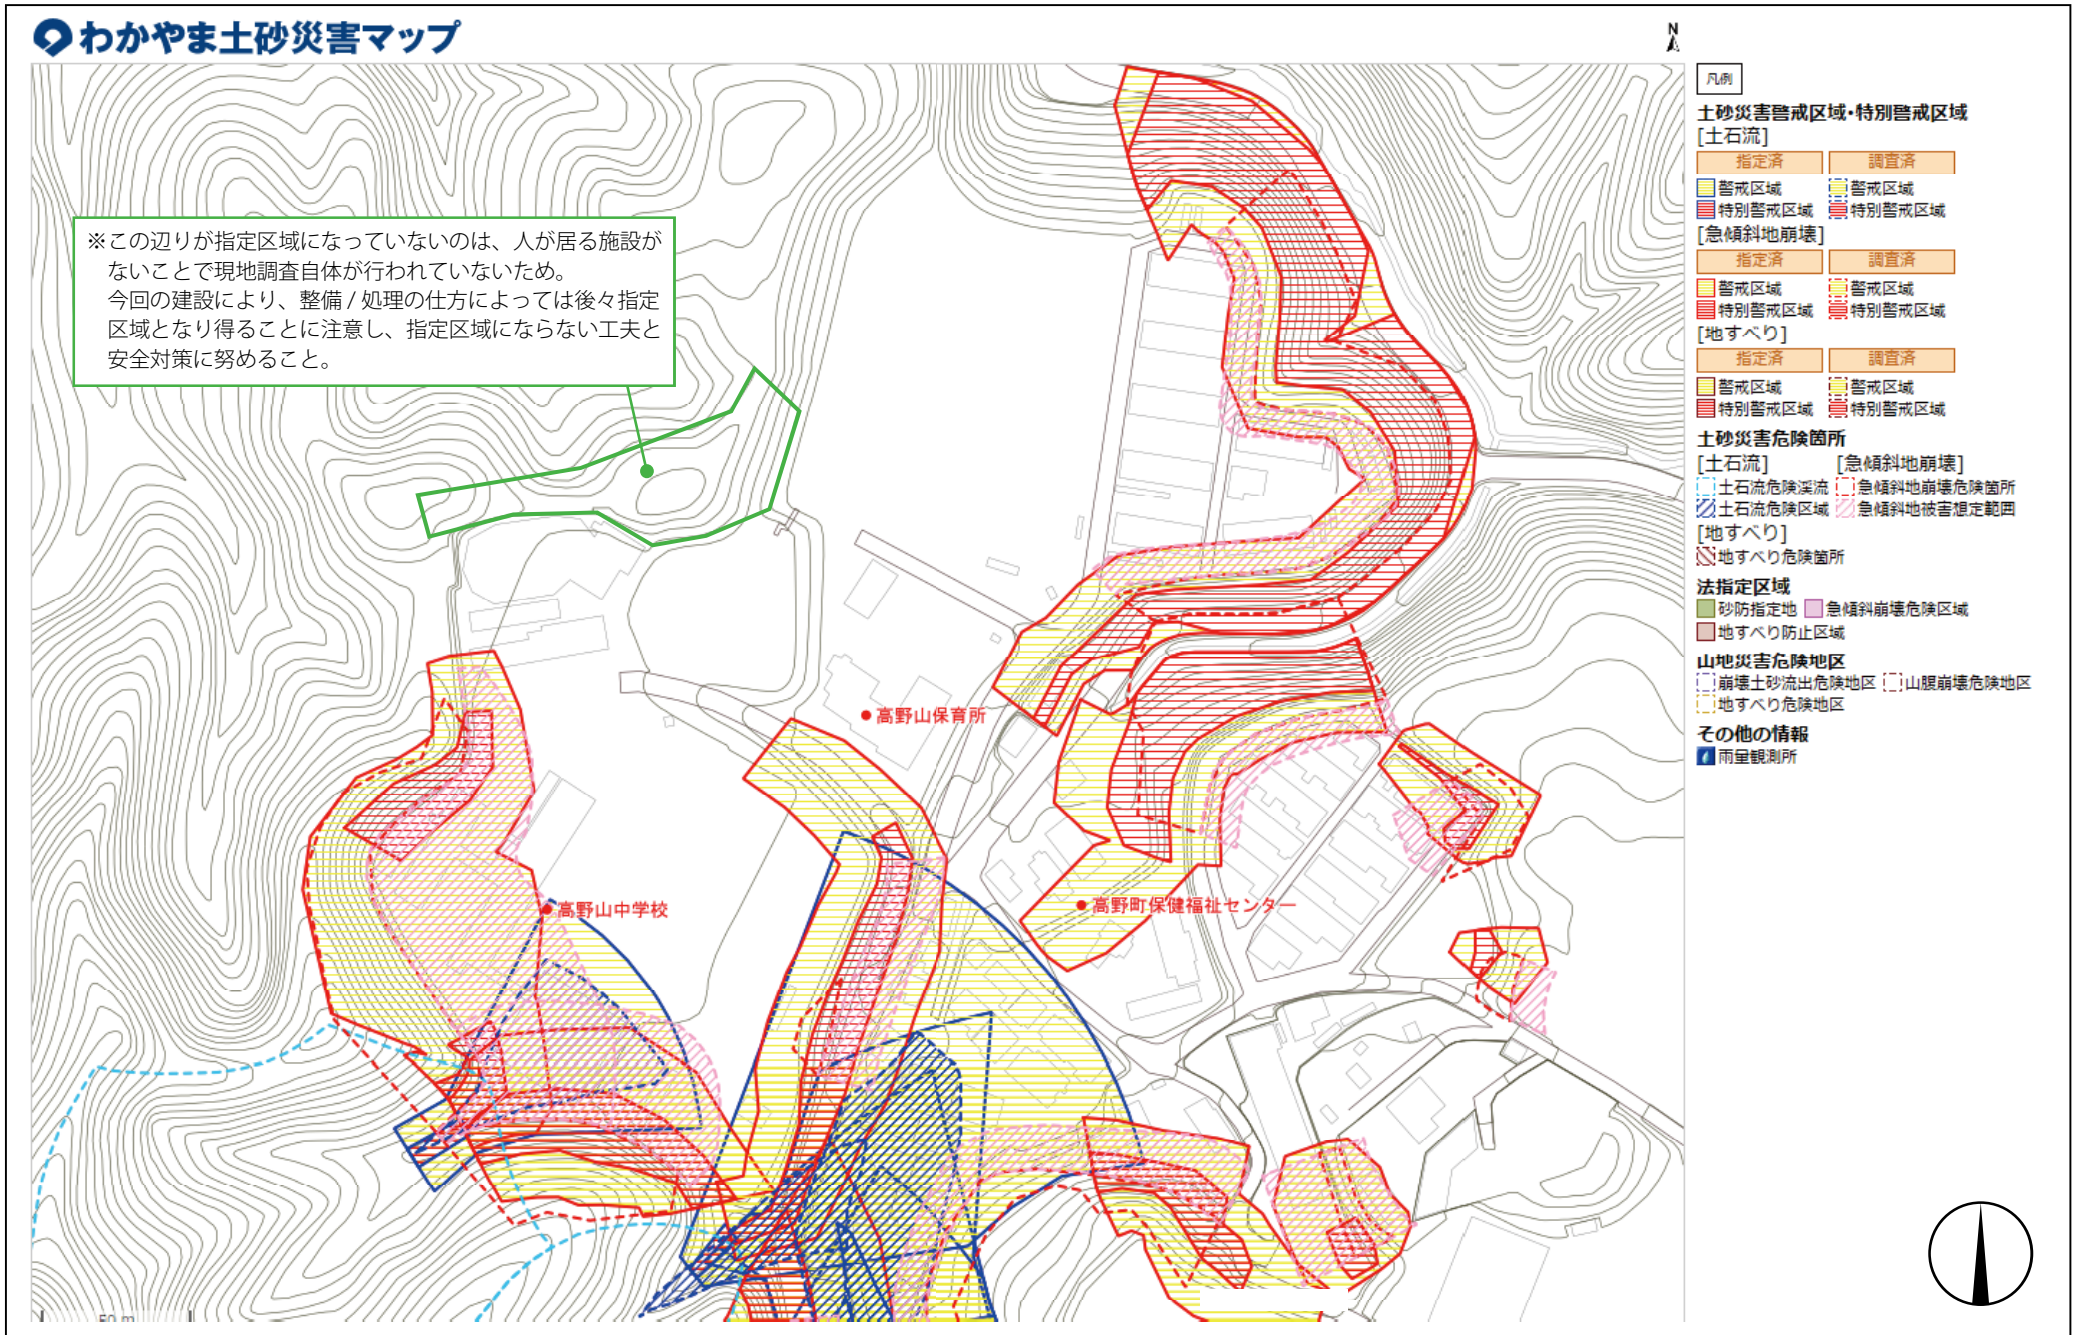 わかやま土砂災害マップ
N
※この辺りが指定区域になっていないのは、人が居る施設が
ないことで現地調査自体が行われていないため。
今回の建設により、整備 / 処理の仕方によっては後々指定
区域となり得ることに注意し、指定区域にならない工夫と
安全対策に努めること。
高野山保育所
高野山中学校
高野町保健福祉センター
50 m
凡例
土砂災害警戒区域・特別警戒区域
[土石流]
指定済 調査済
警戒区域 警戒区域
特別警戒区域 特別警戒区域
[急傾斜地崩壊]
指定済 調査済
警戒区域 警戒区域
特別警戒区域 特別警戒区域
[地すべり]
指定済 調査済
警戒区域 警戒区域
特別警戒区域 特別警戒区域
土砂災害危険箇所
[土石流] [急傾斜地崩壊]
土石流危険渓流 急傾斜地崩壊危険箇所
土石流危険区域 急傾斜地被害想定範囲
[地すべり]
地すべり危険箇所
法指定区域
砂防指定地 急傾斜崩壊危険区域
地すべり防止区域
山地災害危険地区
崩壊土砂流出危険地区 山腹崩壊危険地区
地すべり危険地区
その他の情報
雨量観測所